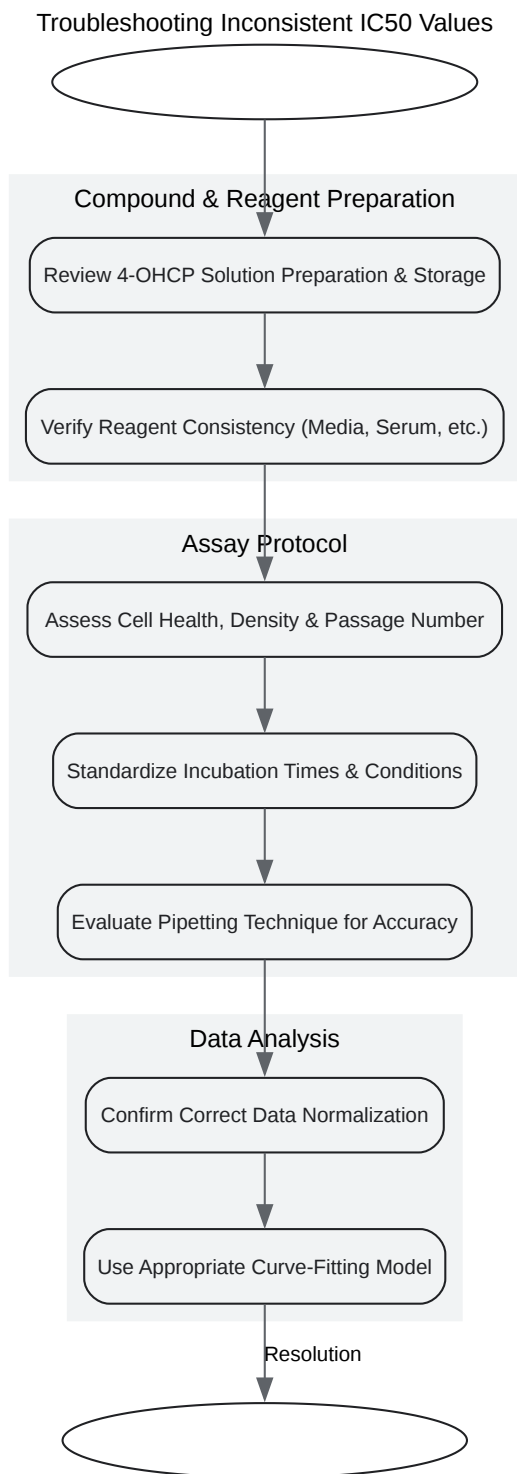 Troubleshooting Inconsistent IC50 Values
Compound & Reagent Preparation
Review 4-OHCP Solution Preparation & Storage
Verify Reagent Consistency (Media, Serum, etc.)
Assay Protocol
Assess Cell Health, Density & Passage Number
Standardize Incubation Times & Conditions
Evaluate Pipetting Technique for Accuracy
Data Analysis
Confirm Correct Data Normalization
Use Appropriate Curve-Fitting Model
Resolution